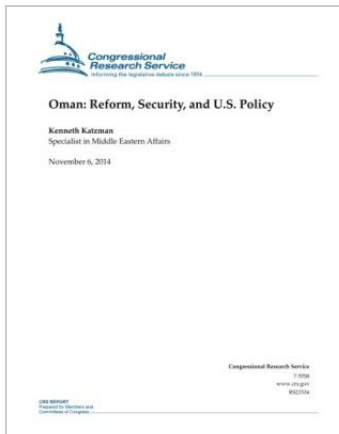 Congressional
Research Service
Informing the legislative debate since 1914
Oman: Reform, Security, and U.S. Policy
Kenneth Katzman
Specialist in Middle Eastern Affairs
November 6, 2014
Congressional Research Service
7-5700
www.crs.gov
RS21534
CRS REPORT
Prepared for Members and
Committees of Congress